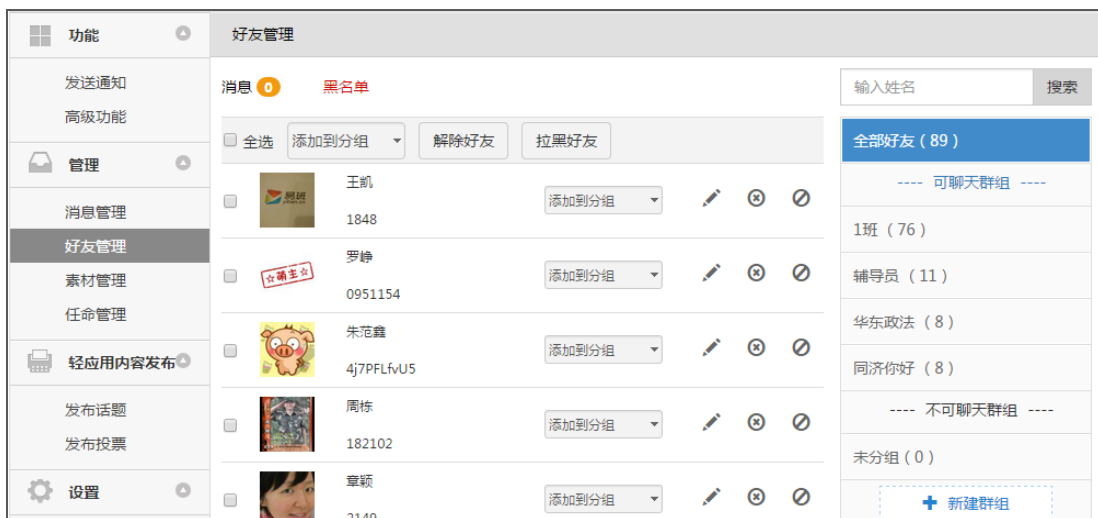 功能
发送通知
高级功能
管理
消息管理
好友管理
素材管理
任命管理
轻应用内容发布
发布话题
发布投票
设置
好友管理
消息 0 黑名单
全选 添加到分组 解除好友 拉黑好友
易班
王凯
1848
添加到分组
☆萌主☆
罗峥
0951154
添加到分组
朱范鑫
4j7PFLfvU5
添加到分组
周栋
182102
添加到分组
章颖
2149
添加到分组
输入姓名 搜索
全部好友 ( 89 )
---- 可聊天群组 ----
1班 ( 76 )
辅导员 ( 11 )
华东政法 ( 8 )
同济你好 ( 8 )
---- 不可聊天群组 ----
未分组 ( 0 )
+ 新建群组